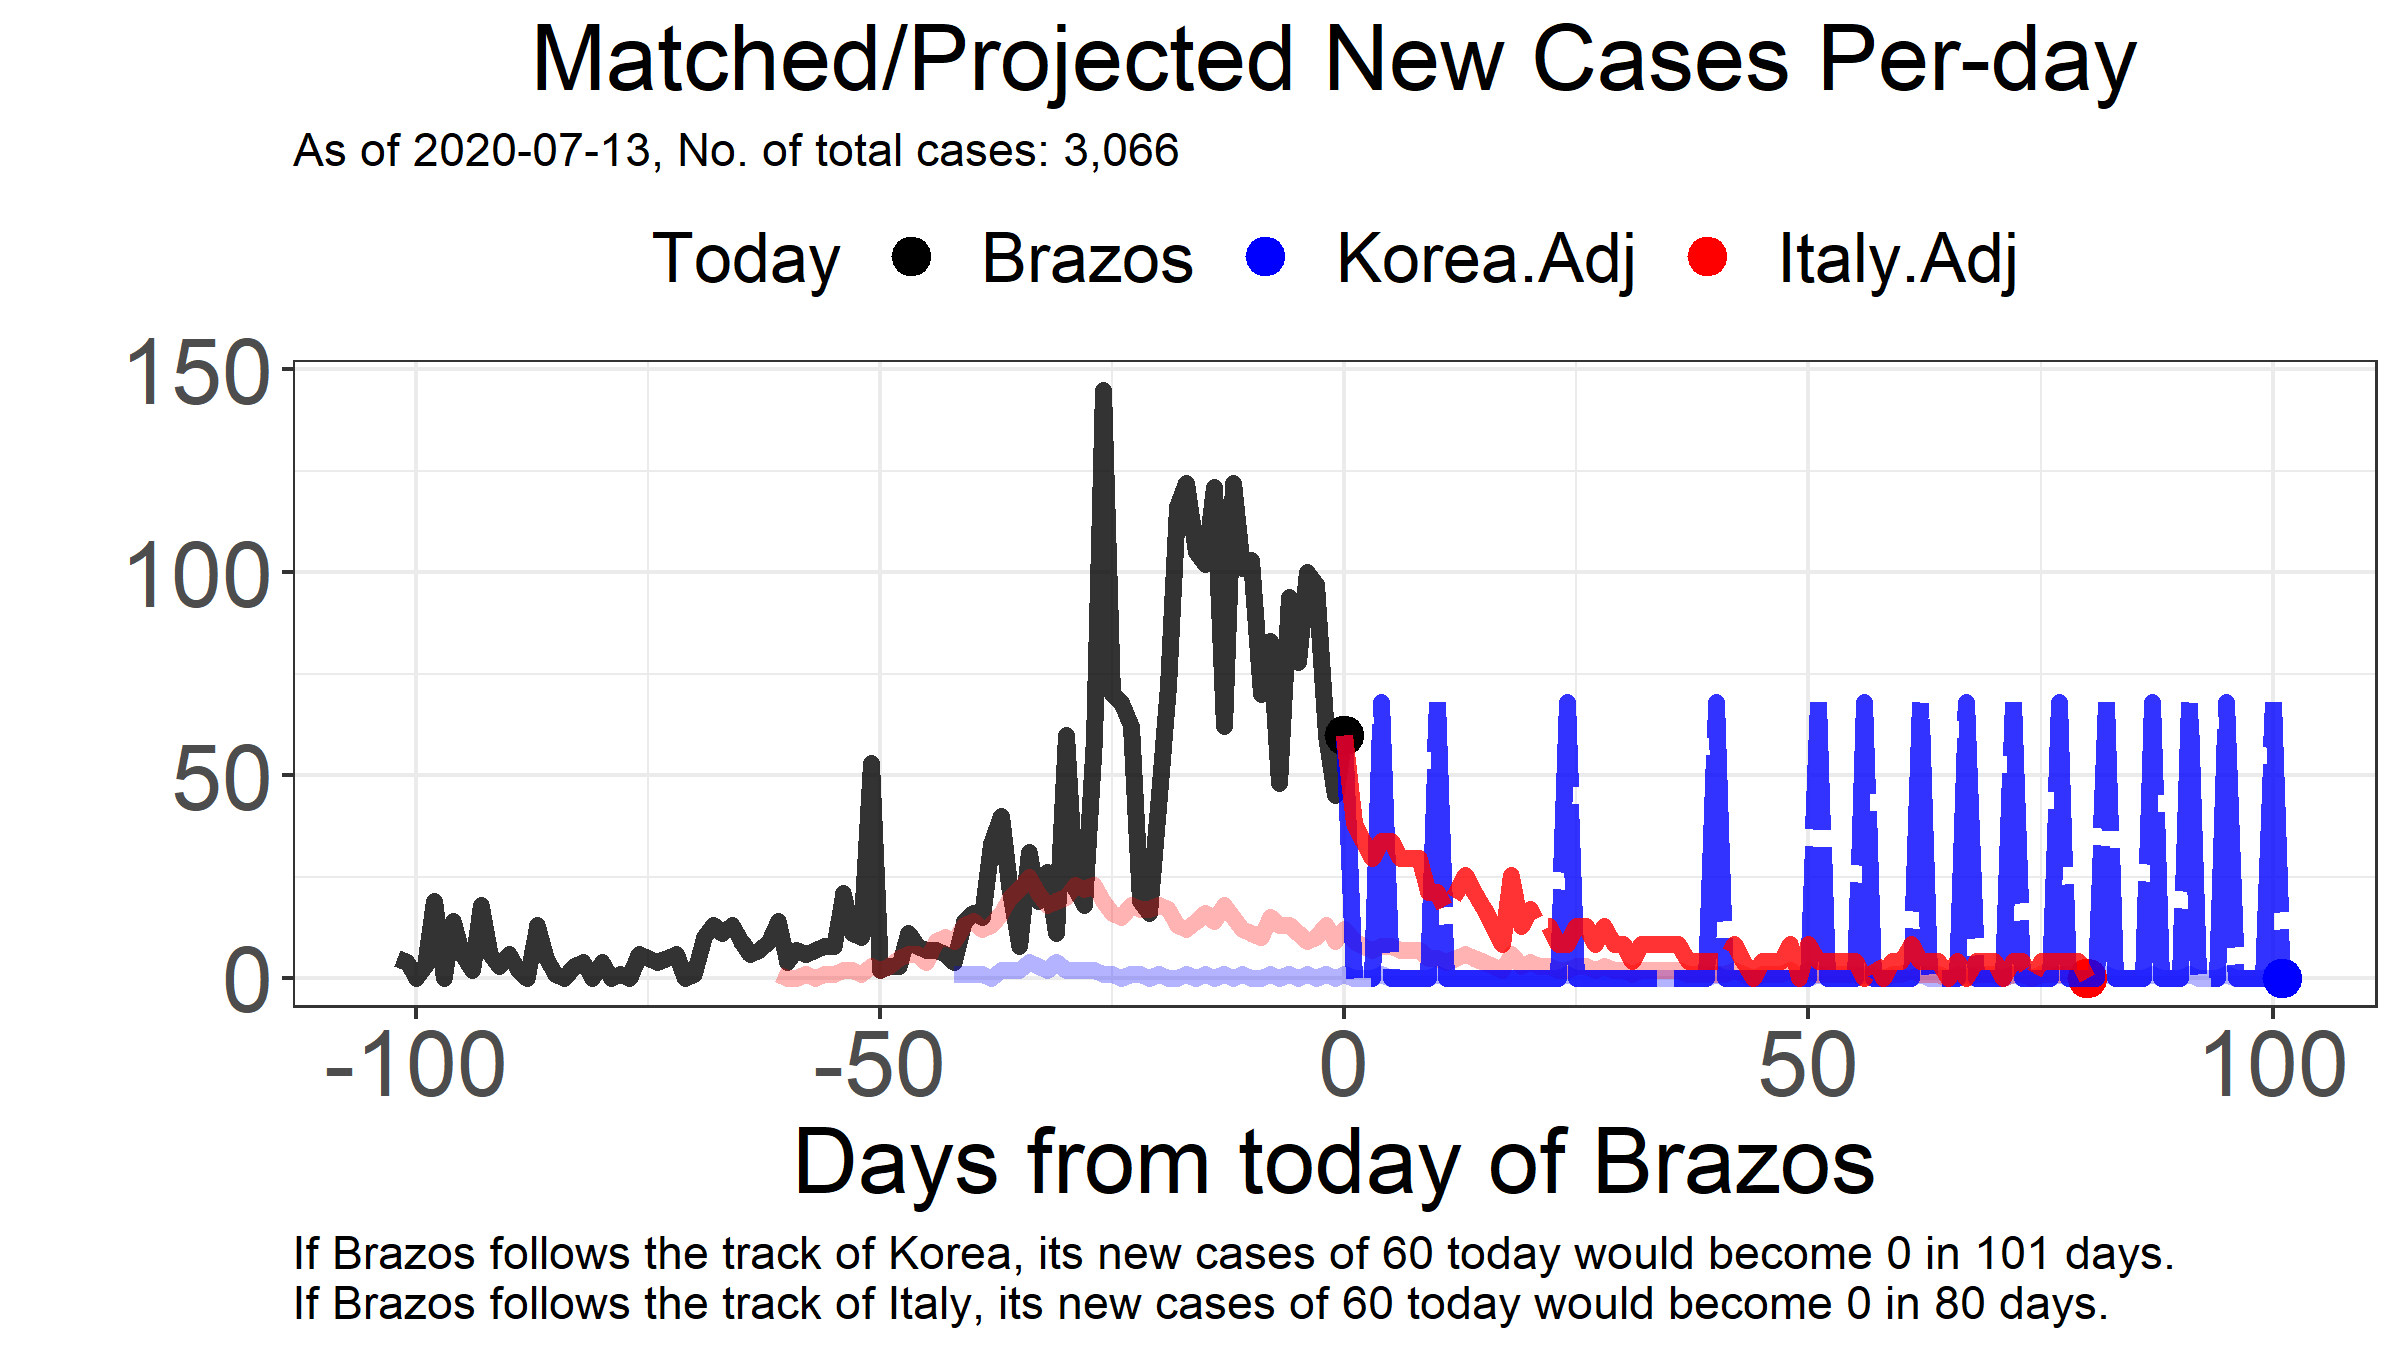 Matched/Projected New Cases Per-day
As of 2020-07-13, No. of total cases: 3,066
Today Brazos Korea.Adj Italy.Adj
150
100
50
0
-100 -50 0 50 100
Days from today of Brazos
If Brazos follows the track of Korea, its new cases of 60 today would become 0 in 101 days.
If Brazos follows the track of Italy, its new cases of 60 today would become 0 in 80 days.